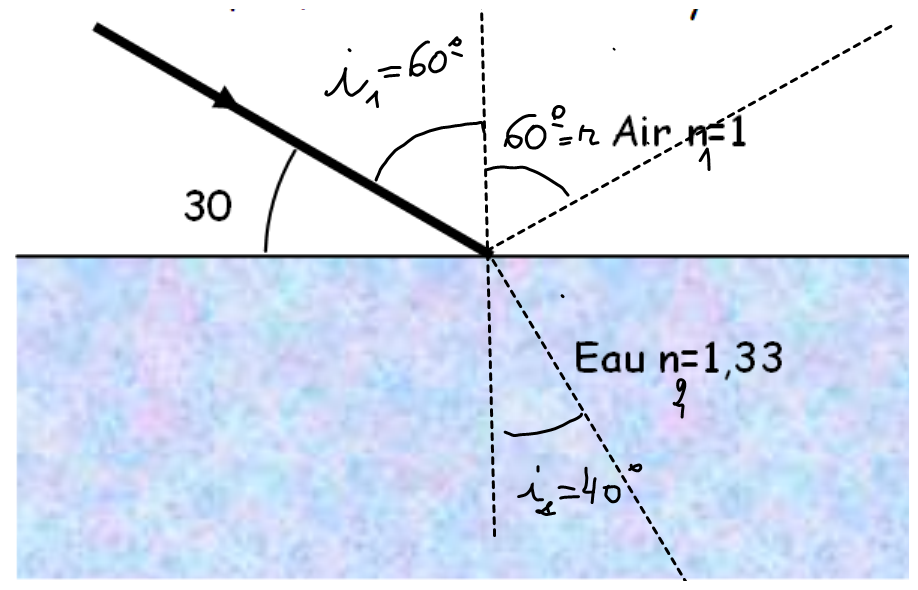 i₁=60°
60°=r
Air n₁=1
30
Eau n₂=1,33
i₂=40°